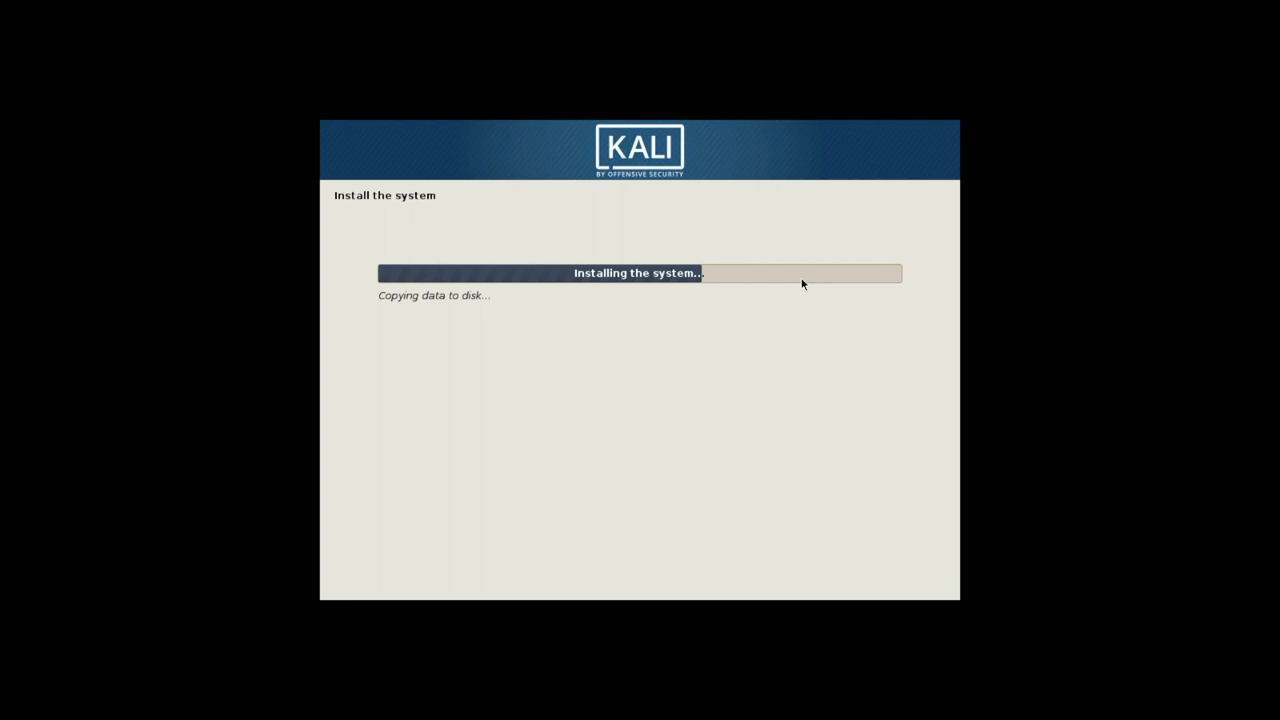 KALI
BY OFFENSIVE SECURITY
Install the system
Installing the system...
Copying data to disk...